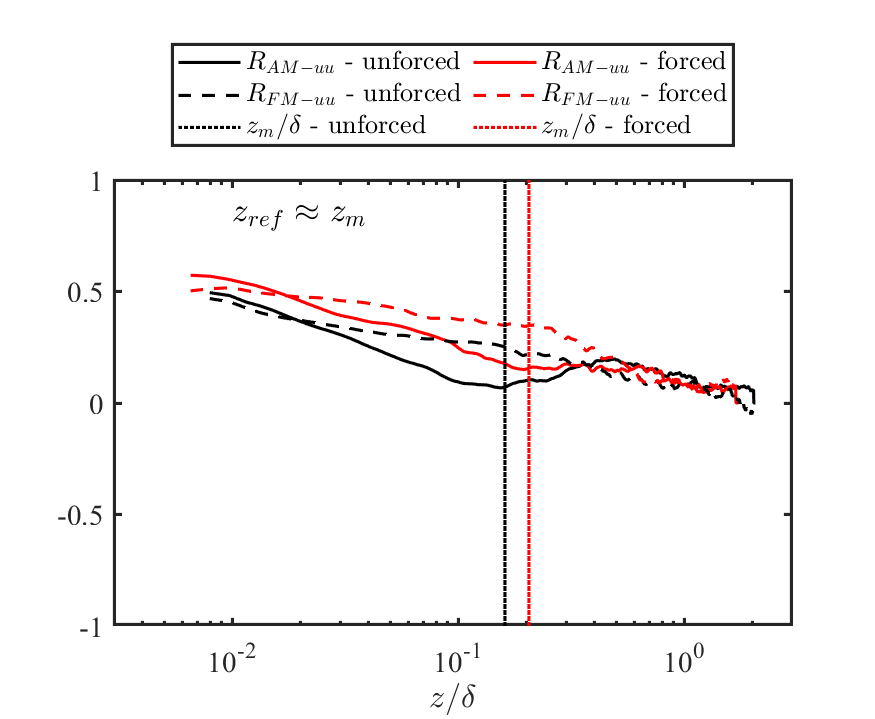 R_{AM-uu} - unforced R_{AM-uu} - forced
R_{FM-uu} - unforced R_{FM-uu} - forced
z_m/δ - unforced z_m/δ - forced
z_{ref} ≈ z_m
1
0.5
0
-0.5
-1
10^{-2} 10^{-1} 10^{0}
z/δ